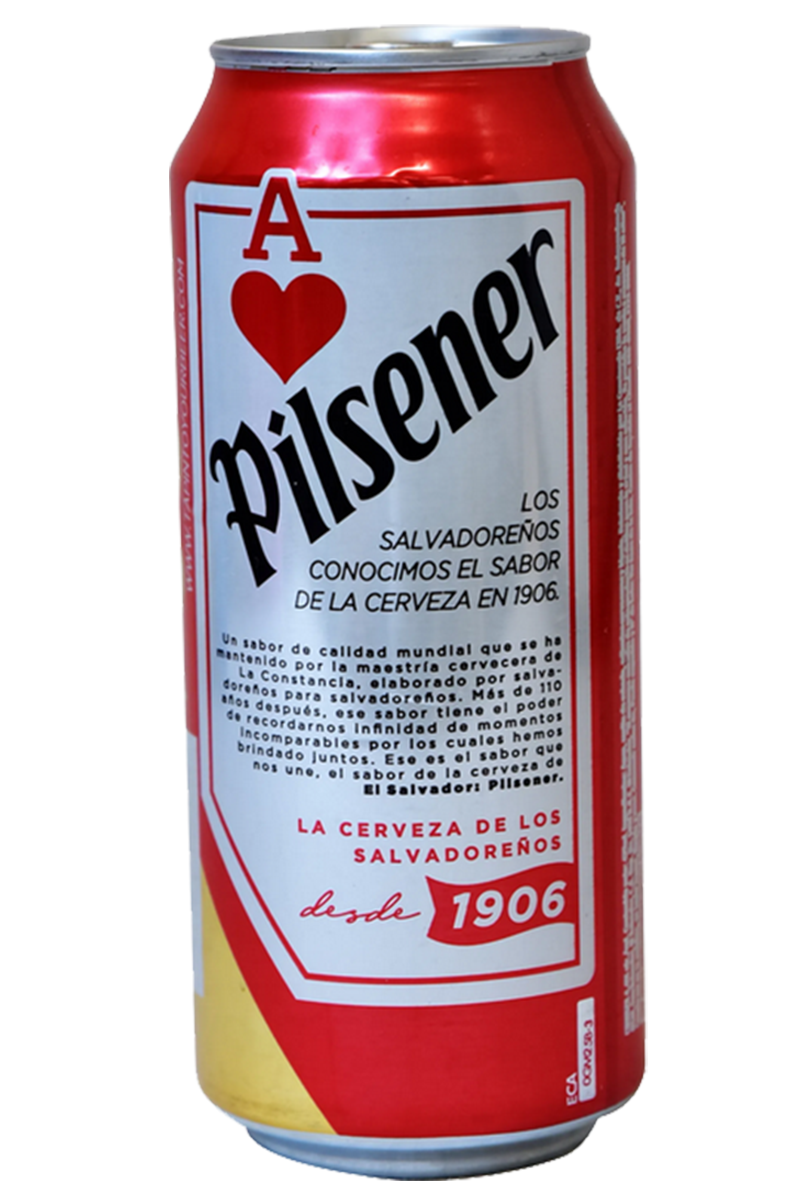 A
Pilsener
LOS
SALVADOREÑOS
CONOCIMOS EL SABOR
DE LA CERVEZA EN 1906.
Un sabor de calidad mundial que se ha
mantenido por la maestría cervecera de
La Constancia, elaborado por salva-
doreños para salvadoreños. Más de 110
años después, ese sabor tiene el poder
de recordarnos infinidad de momentos
incomparables por los cuales hemos
brindado juntos. Ese es el sabor que
nos une, el sabor de la cerveza de
El Salvador: Pilsener.
LA CERVEZA DE LOS
SALVADOREÑOS
desde 1906
WWW.TAPINTOYOURBEER.COM
ECA